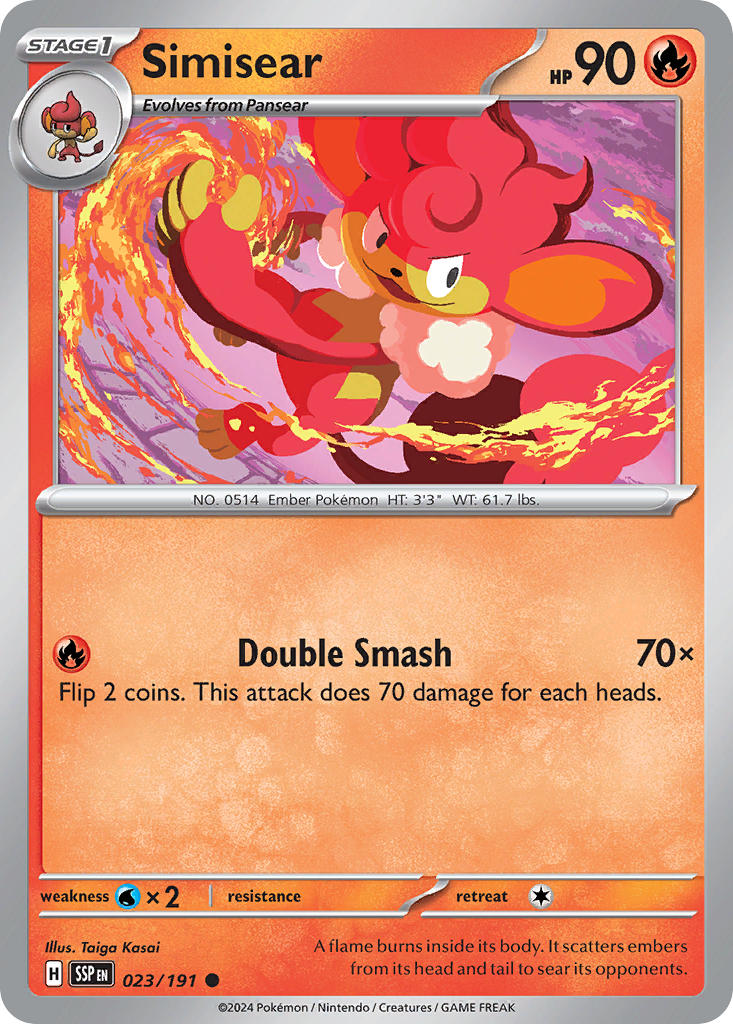 STAGE1
Simisear
HP 90
Evolves from Pansear
NO. 0514 Ember Pokémon HT: 3'3" WT: 61.7 lbs.
Double Smash 70×
Flip 2 coins. This attack does 70 damage for each heads.
weakness ×2 resistance retreat
Illus. Taiga Kasai
A flame burns inside its body. It scatters embers
from its head and tail to sear its opponents.
H SSP EN 023/191
©2024 Pokémon / Nintendo / Creatures / GAME FREAK